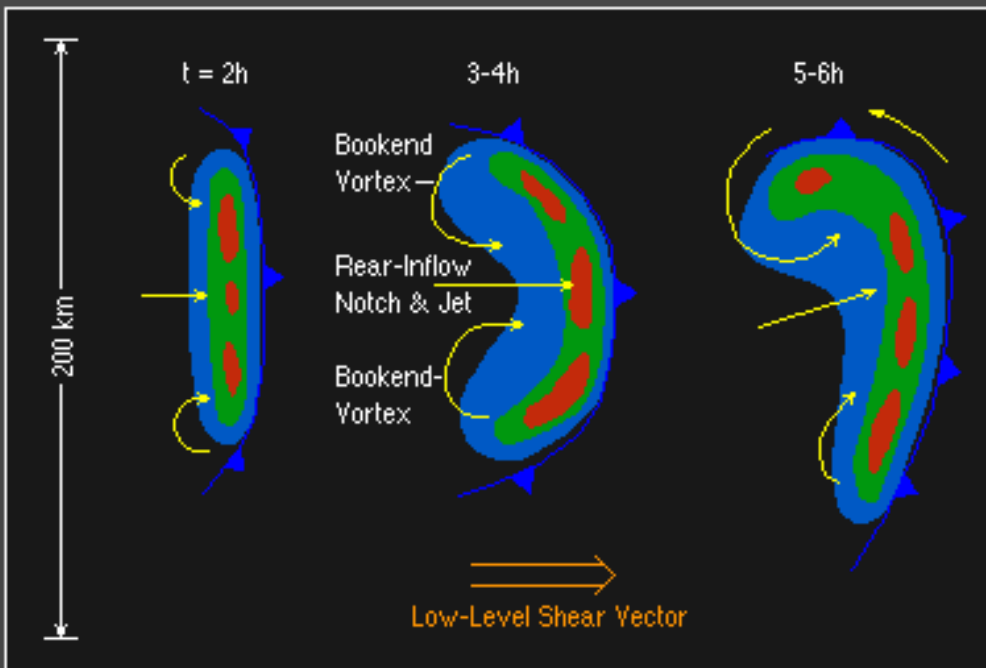 t = 2h
3-4h
5-6h
Bookend
Vortex
Rear-Inflow
Notch & Jet
Bookend-
Vortex
200 km
Low-Level Shear Vector